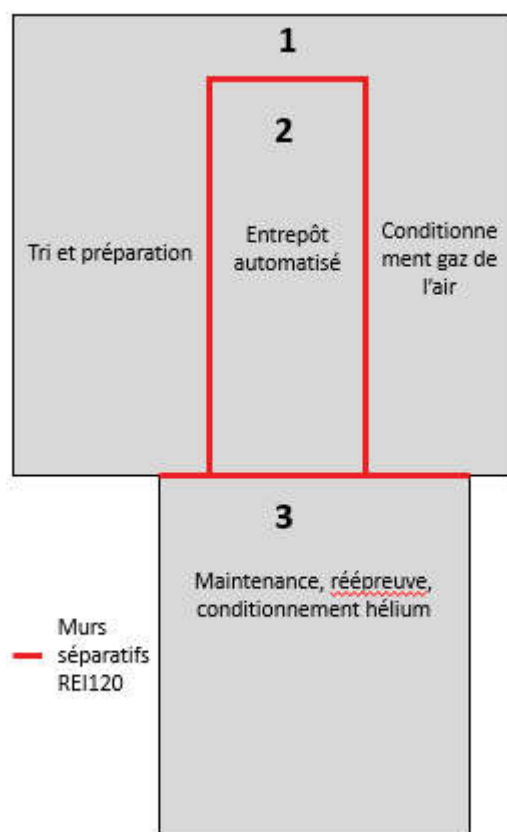 1
2
Tri et préparation
Entrepôt
automatisé
Conditionne
ment gaz de
l'air
3
Maintenance, réépreuve,
conditionnement hélium
Murs
séparatifs
REI120